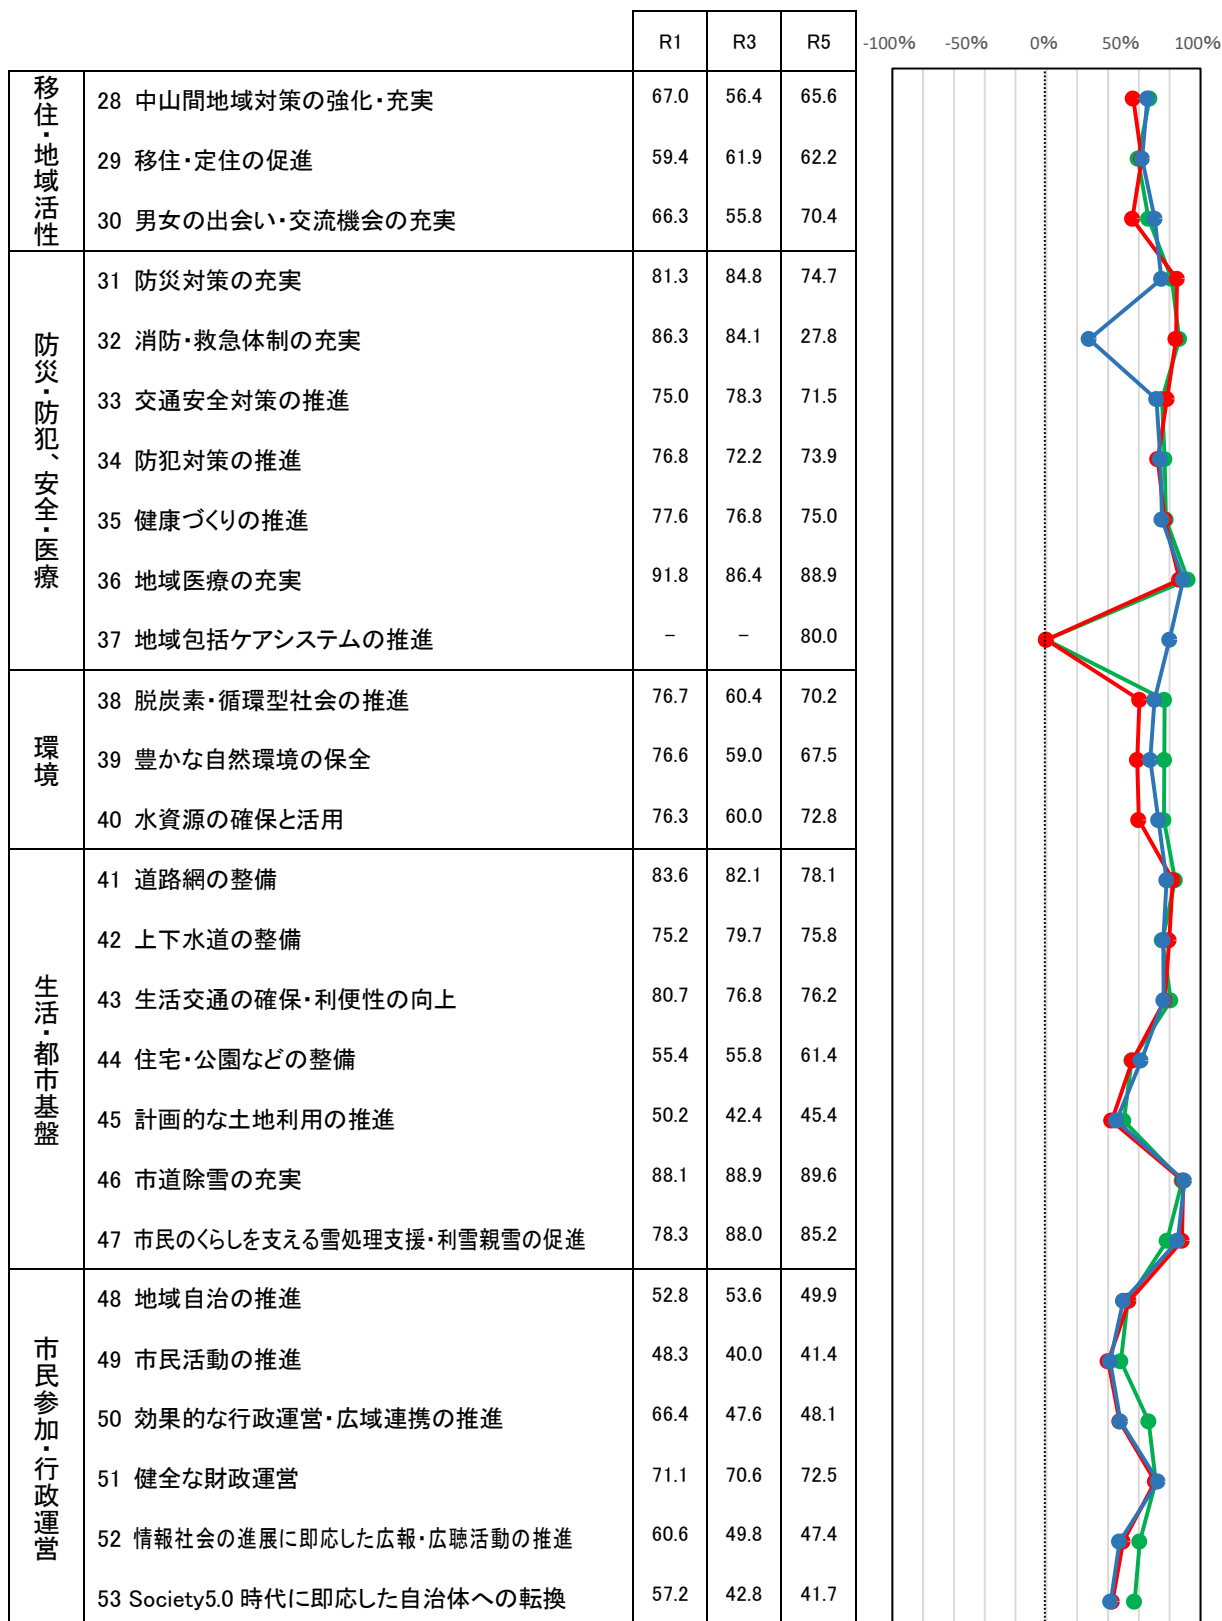 R1 R3 R5 -100% -50% 0% 50% 100%
移住・地域活性
28 中山間地域対策の強化・充実 67.0 56.4 65.6
29 移住・定住の促進 59.4 61.9 62.2
30 男女の出会い・交流機会の充実 66.3 55.8 70.4
防災・防犯、安全・医療
31 防災対策の充実 81.3 84.8 74.7
32 消防・救急体制の充実 86.3 84.1 27.8
33 交通安全対策の推進 75.0 78.3 71.5
34 防犯対策の推進 76.8 72.2 73.9
35 健康づくりの推進 77.6 76.8 75.0
36 地域医療の充実 91.8 86.4 88.9
37 地域包括ケアシステムの推進 − − 80.0
環境
38 脱炭素・循環型社会の推進 76.7 60.4 70.2
39 豊かな自然環境の保全 76.6 59.0 67.5
40 水資源の確保と活用 76.3 60.0 72.8
生活・都市基盤
41 道路網の整備 83.6 82.1 78.1
42 上下水道の整備 75.2 79.7 75.8
43 生活交通の確保・利便性の向上 80.7 76.8 76.2
44 住宅・公園などの整備 55.4 55.8 61.4
45 計画的な土地利用の推進 50.2 42.4 45.4
46 市道除雪の充実 88.1 88.9 89.6
47 市民のくらしを支える雪処理支援・利雪親雪の促進 78.3 88.0 85.2
市民参加・行政運営
48 地域自治の推進 52.8 53.6 49.9
49 市民活動の推進 48.3 40.0 41.4
50 効果的な行政運営・広域連携の推進 66.4 47.6 48.1
51 健全な財政運営 71.1 70.6 72.5
52 情報社会の進展に即応した広報・広聴活動の推進 60.6 49.8 47.4
53 Society5.0 時代に即応した自治体への転換 57.2 42.8 41.7